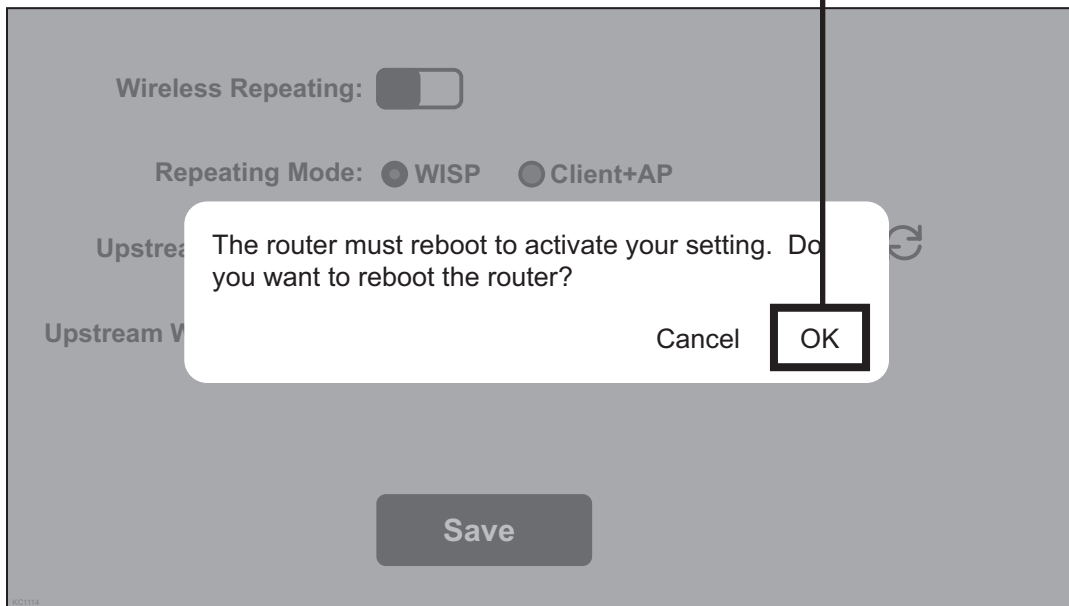 Wireless Repeating:
Repeating Mode: WISP Client+AP
Upstrea
The router must reboot to activate your setting. Do
you want to reboot the router?
Upstream W
Cancel OK
Save
KC1114